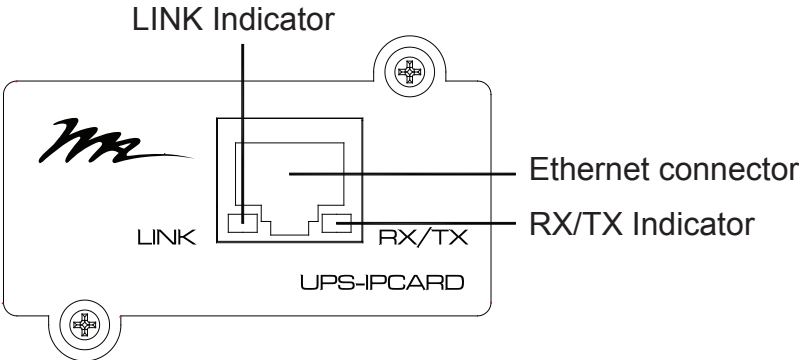 LINK Indicator
Ethernet connector
RX/TX Indicator
LINK
RX/TX
UPS-IPCARD